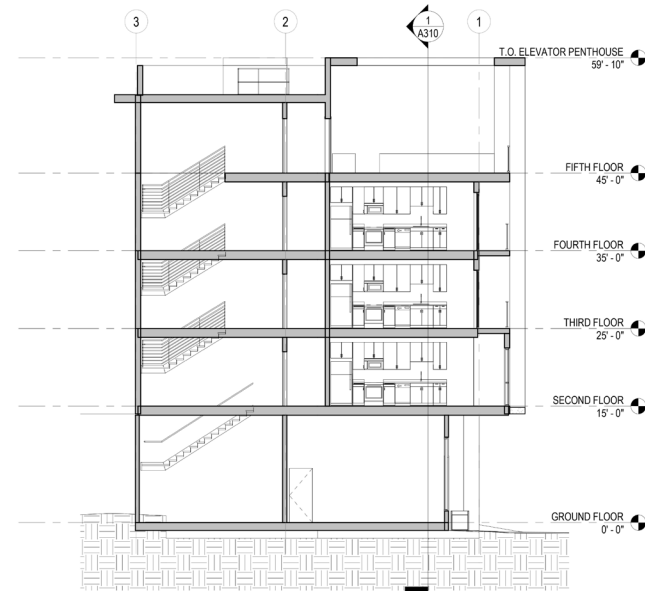 3
2
1
A310
1
T.O. ELEVATOR PENTHOUSE
59' - 10"
FIFTH FLOOR
45' - 0"
FOURTH FLOOR
35' - 0"
THIRD FLOOR
25' - 0"
SECOND FLOOR
15' - 0"
GROUND FLOOR
0' - 0"